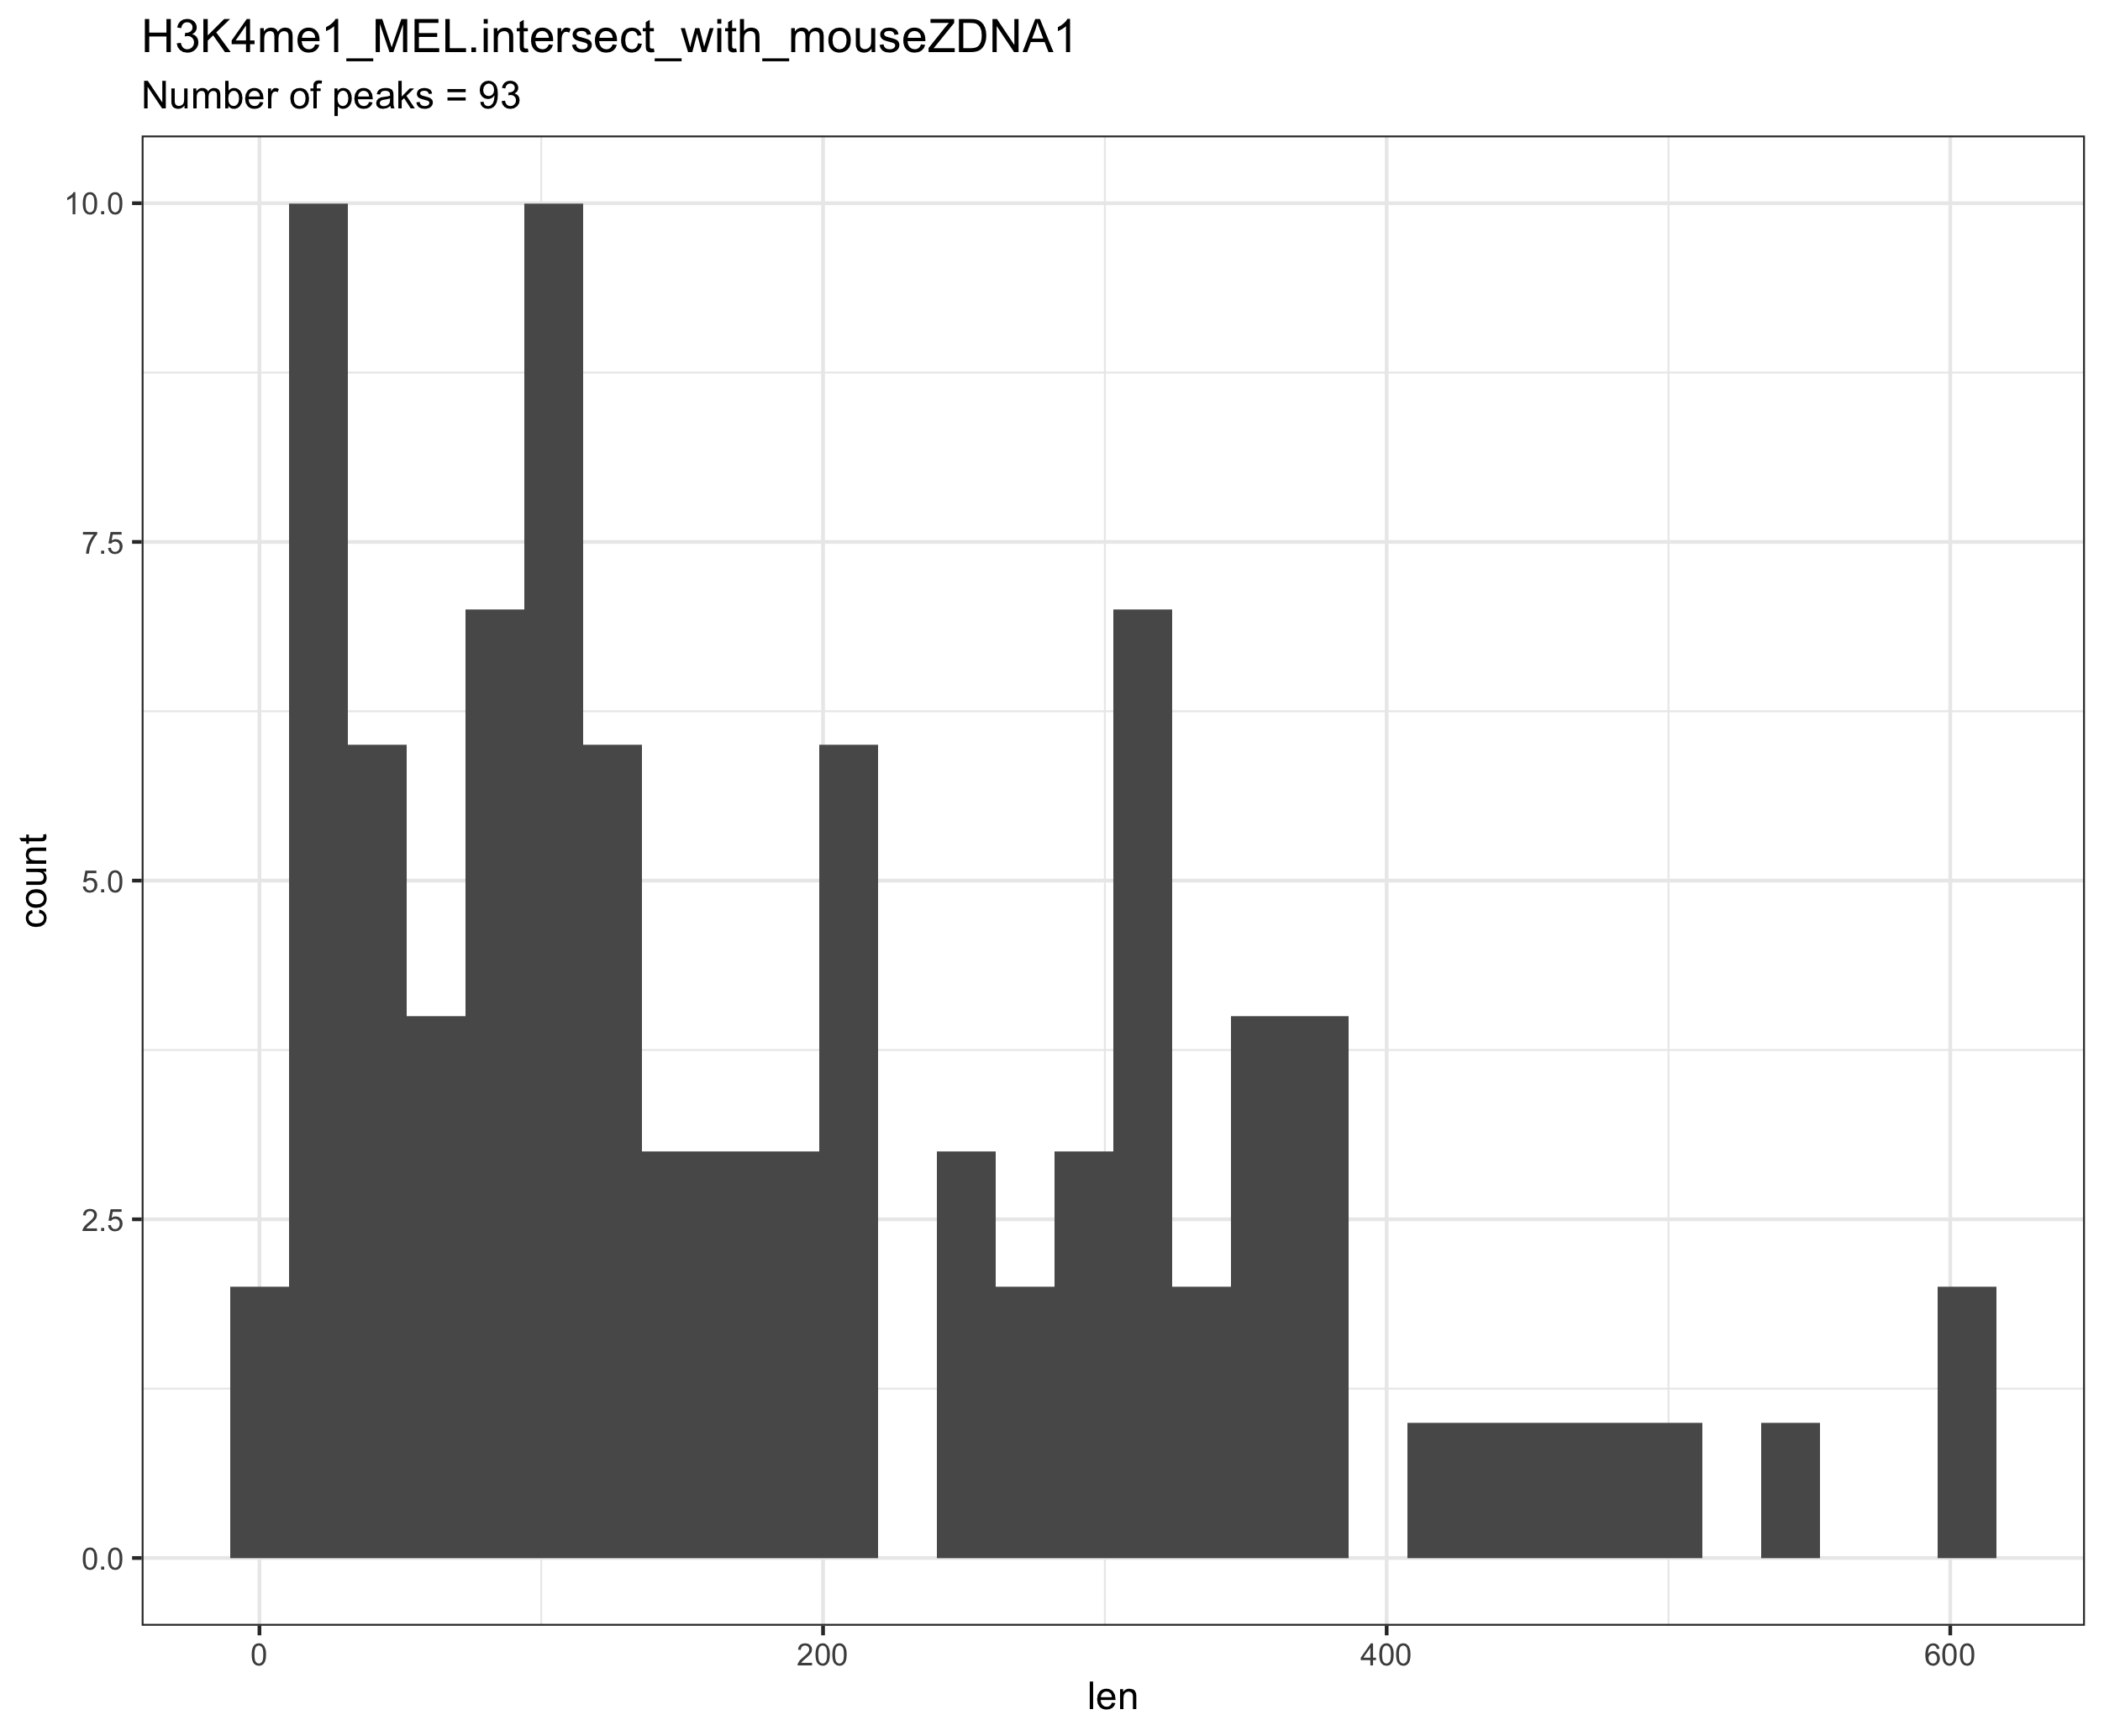 H3K4me1_MEL.intersect_with_mouseZDNA1
Number of peaks = 93
10.0
7.5
5.0
2.5
0.0
count
0 200 400 600
len